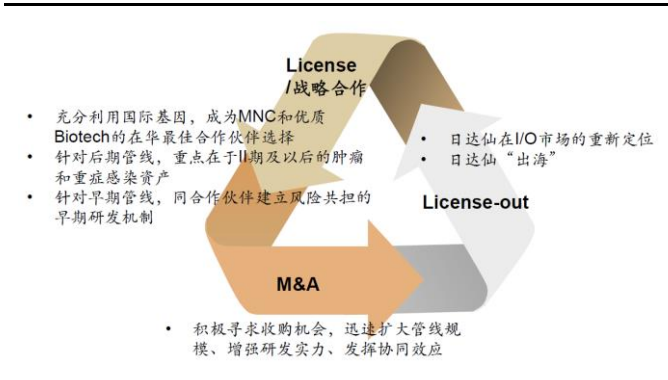 License
/战略合作
• 充分利用国际基因，成为MNC和优质
Biotech的在华最佳合作伙伴选择
• 针对后期管线，重点在于II期及以后的肿瘤
和重症感染资产
• 针对早期管线，同合作伙伴建立风险共担的
早期研发机制
• 日达仙在I/O市场的重新定位
• 日达仙“出海”
License-out
M&A
• 积极寻求收购机会，迅速扩大管线规
模、增强研发实力、发挥协同效应